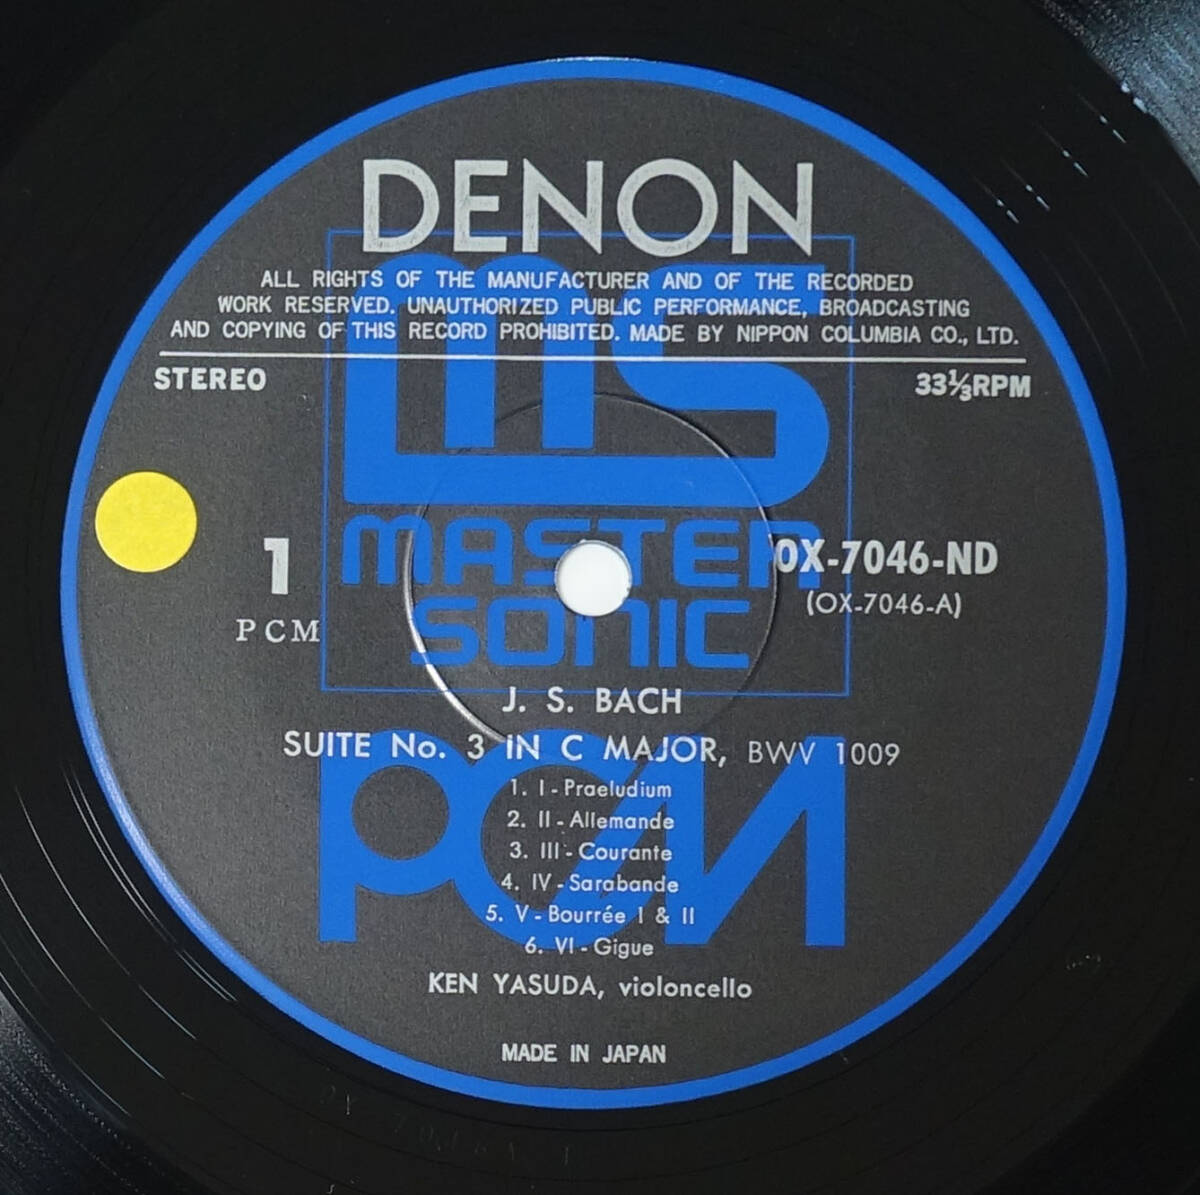 DENON
ALL RIGHTS OF THE MANUFACTURER AND OF THE RECORDED
WORK RESERVED. UNAUTHORIZED PUBLIC PERFORMANCE, BROADCASTING
AND COPYING OF THIS RECORD PROHIBITED. MADE BY NIPPON COLUMBIA CO., LTD.
STEREO 33⅓RPM
ms
MASTER
SONIC
1 OX-7046-ND
PCM (OX-7046-A)
J. S. BACH
SUITE No. 3 IN C MAJOR, BWV 1009
PCM
1. I - Praeludium
2. II - Allemande
3. III - Courante
4. IV - Sarabande
5. V - Bourrée I & II
6. VI - Gigue
KEN YASUDA, violoncello
MADE IN JAPAN